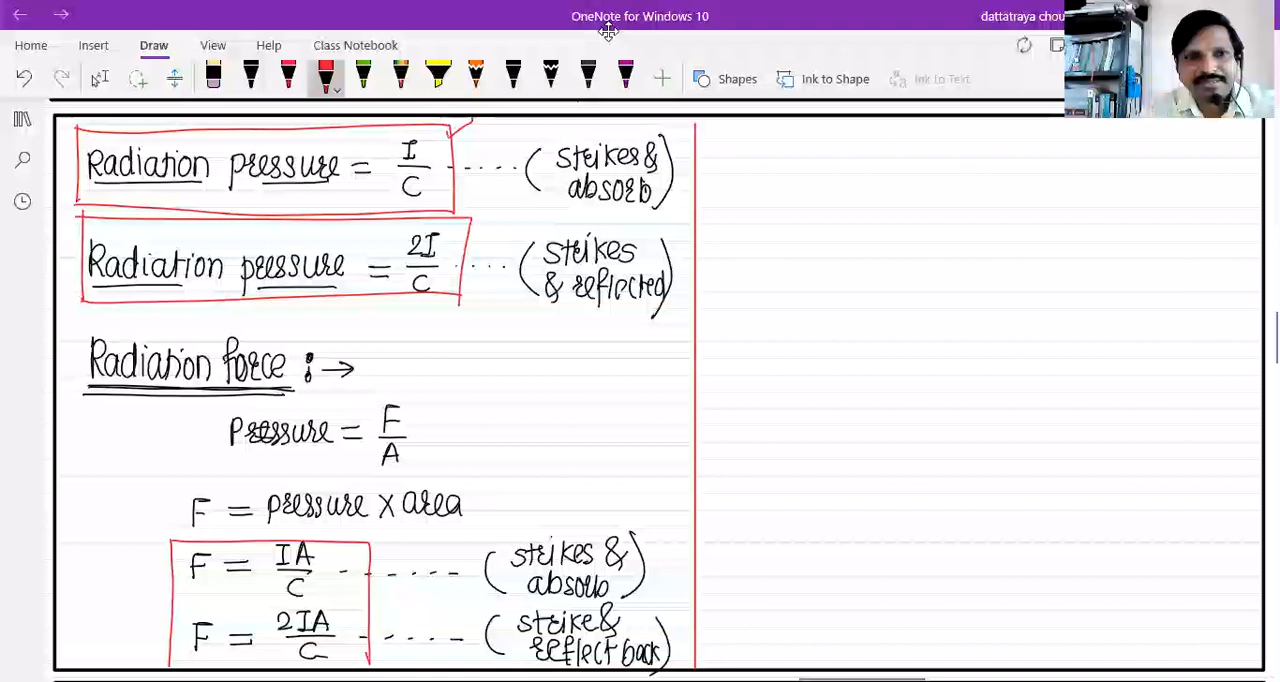 OneNote for Windows 10
dattatraya chou
Home Insert Draw View Help Class Notebook
Shapes Ink to Shape Ink to Text
Radiation pressure = I/C ..... (strikes & absorb)
Radiation pressure = 2I/C .... (strikes & reflected)
Radiation force :→
Pressure = F/A
F = pressure X area
F = IA/C ....... (strikes & absorb)
F = 2IA/C ...... (strike & reflect back)